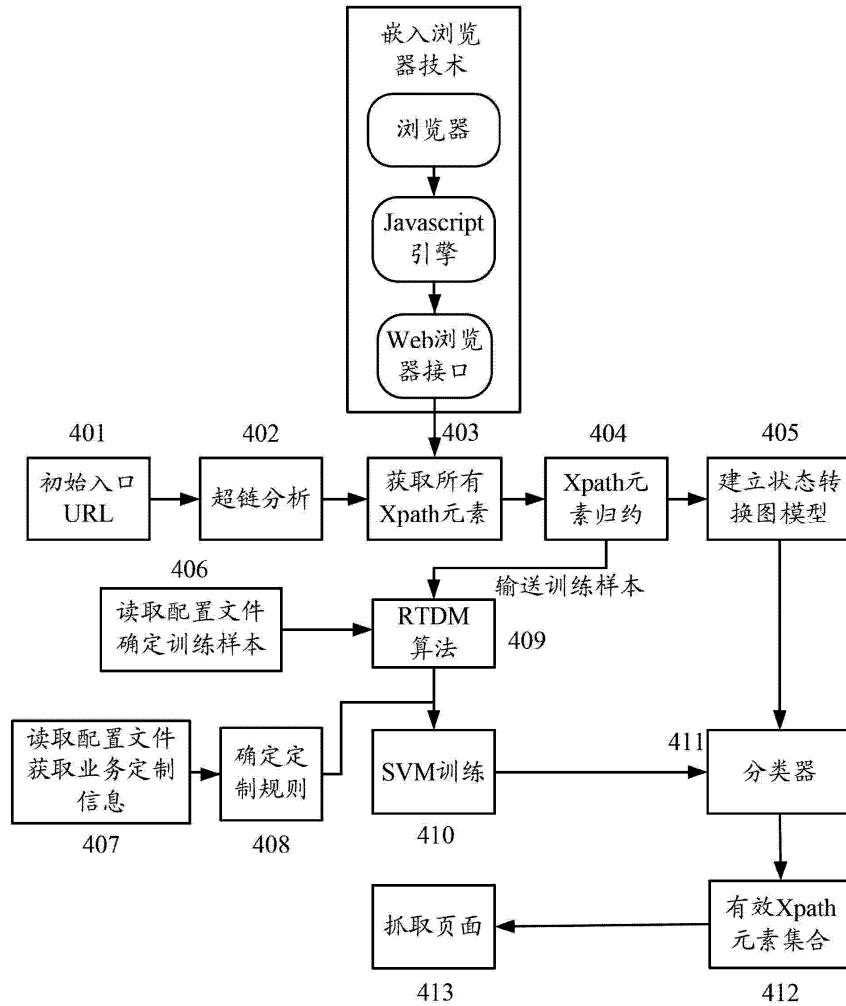 嵌入浏览
器技术
浏览器
Javascript
引擎
Web浏览
器接口
401
402
403
404
405
初始入口
URL
超链分析
获取所有
Xpath元素
Xpath元
素归约
建立状态转
换图模型
406
输送训练样本
读取配置文件
确定训练样本
RTDM
算法
409
读取配置文件
获取业务定制
信息
确定定
制规则
SVM训练
411
分类器
407
408
410
抓取页面
有效Xpath
元素集合
413
412